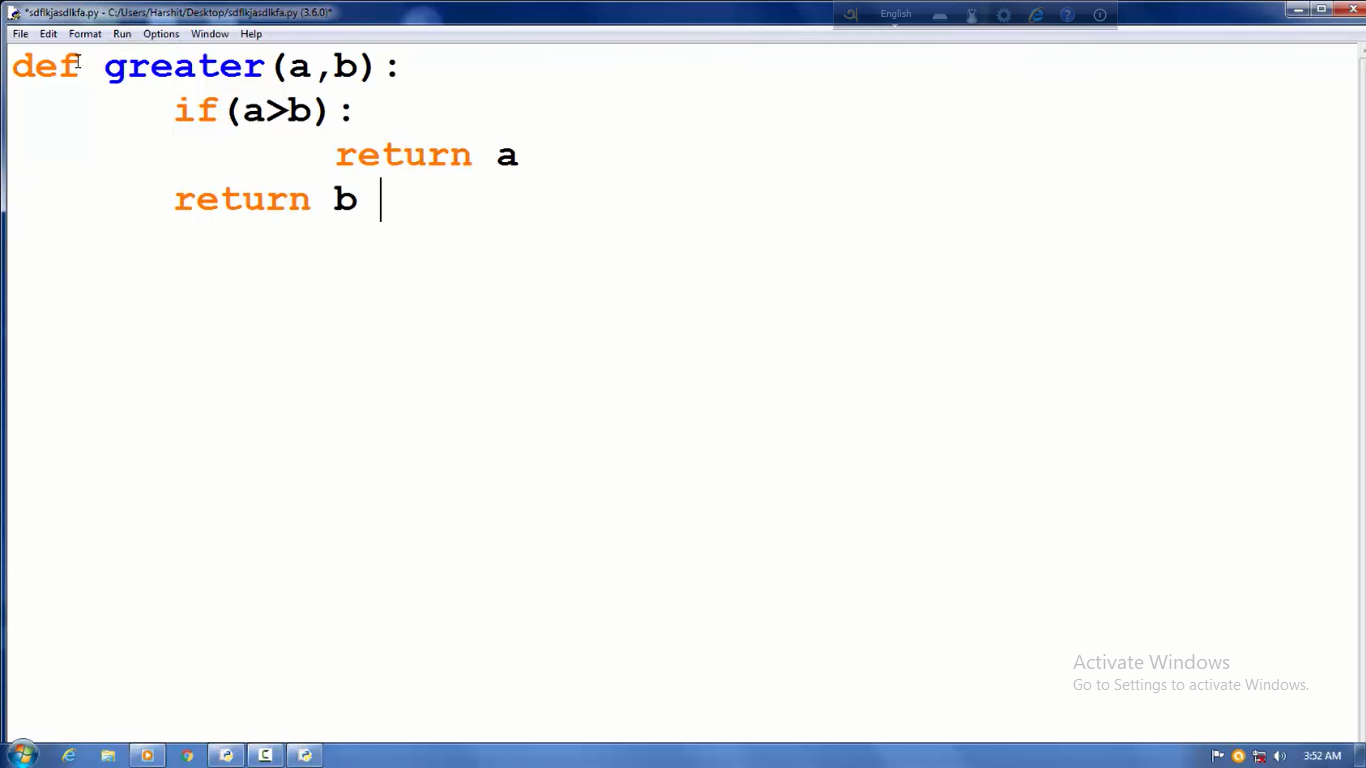 *sdflkjasdlkfa.py - C:/Users/Harshit/Desktop/sdflkjasdlkfa.py (3.6.0)*
English
File Edit Format Run Options Window Help
def greater(a,b):
        if(a>b):
                return a
        return b
Activate Windows
Go to Settings to activate Windows.
3:52 AM